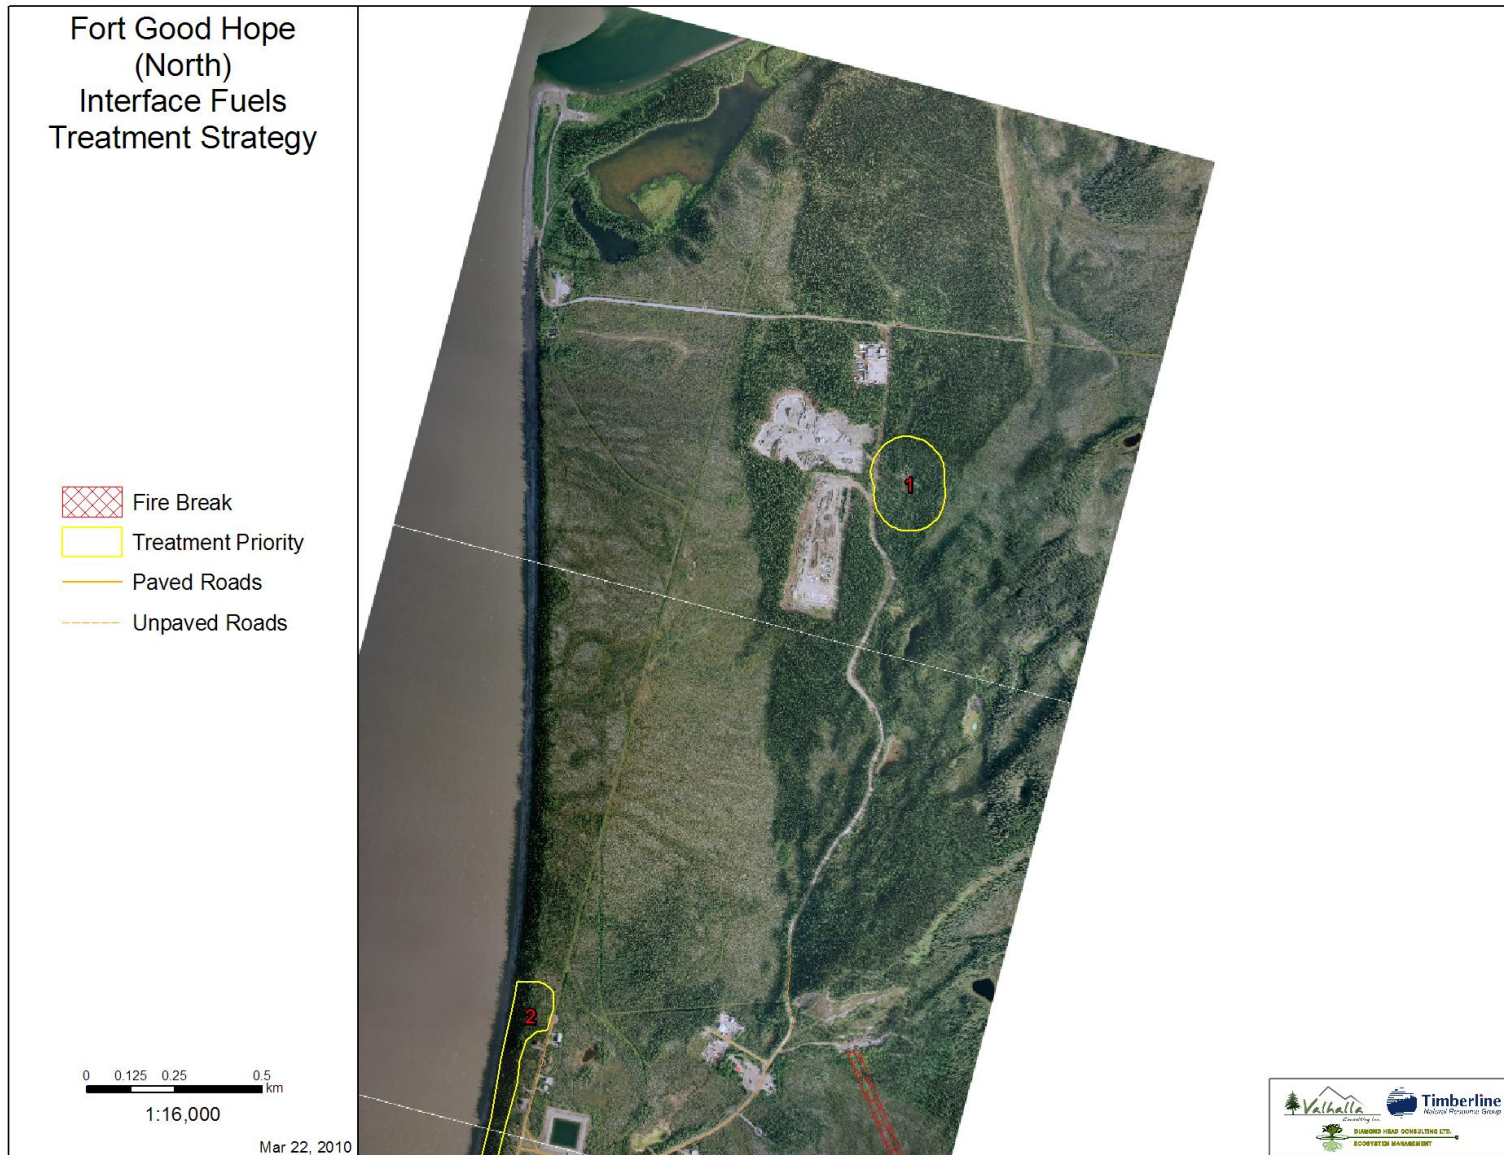 Fort Good Hope
(North)
Interface Fuels
Treatment Strategy
Fire Break
Treatment Priority
Paved Roads
Unpaved Roads
1
2
0 0.125 0.25 0.5
km
1:16,000
Mar 22, 2010
Valhalla
Consulting Inc.
Timberline
Natural Resource Group
DIAMOND HEAD CONSULTING LTD.
ECOSYSTEM MANAGEMENT